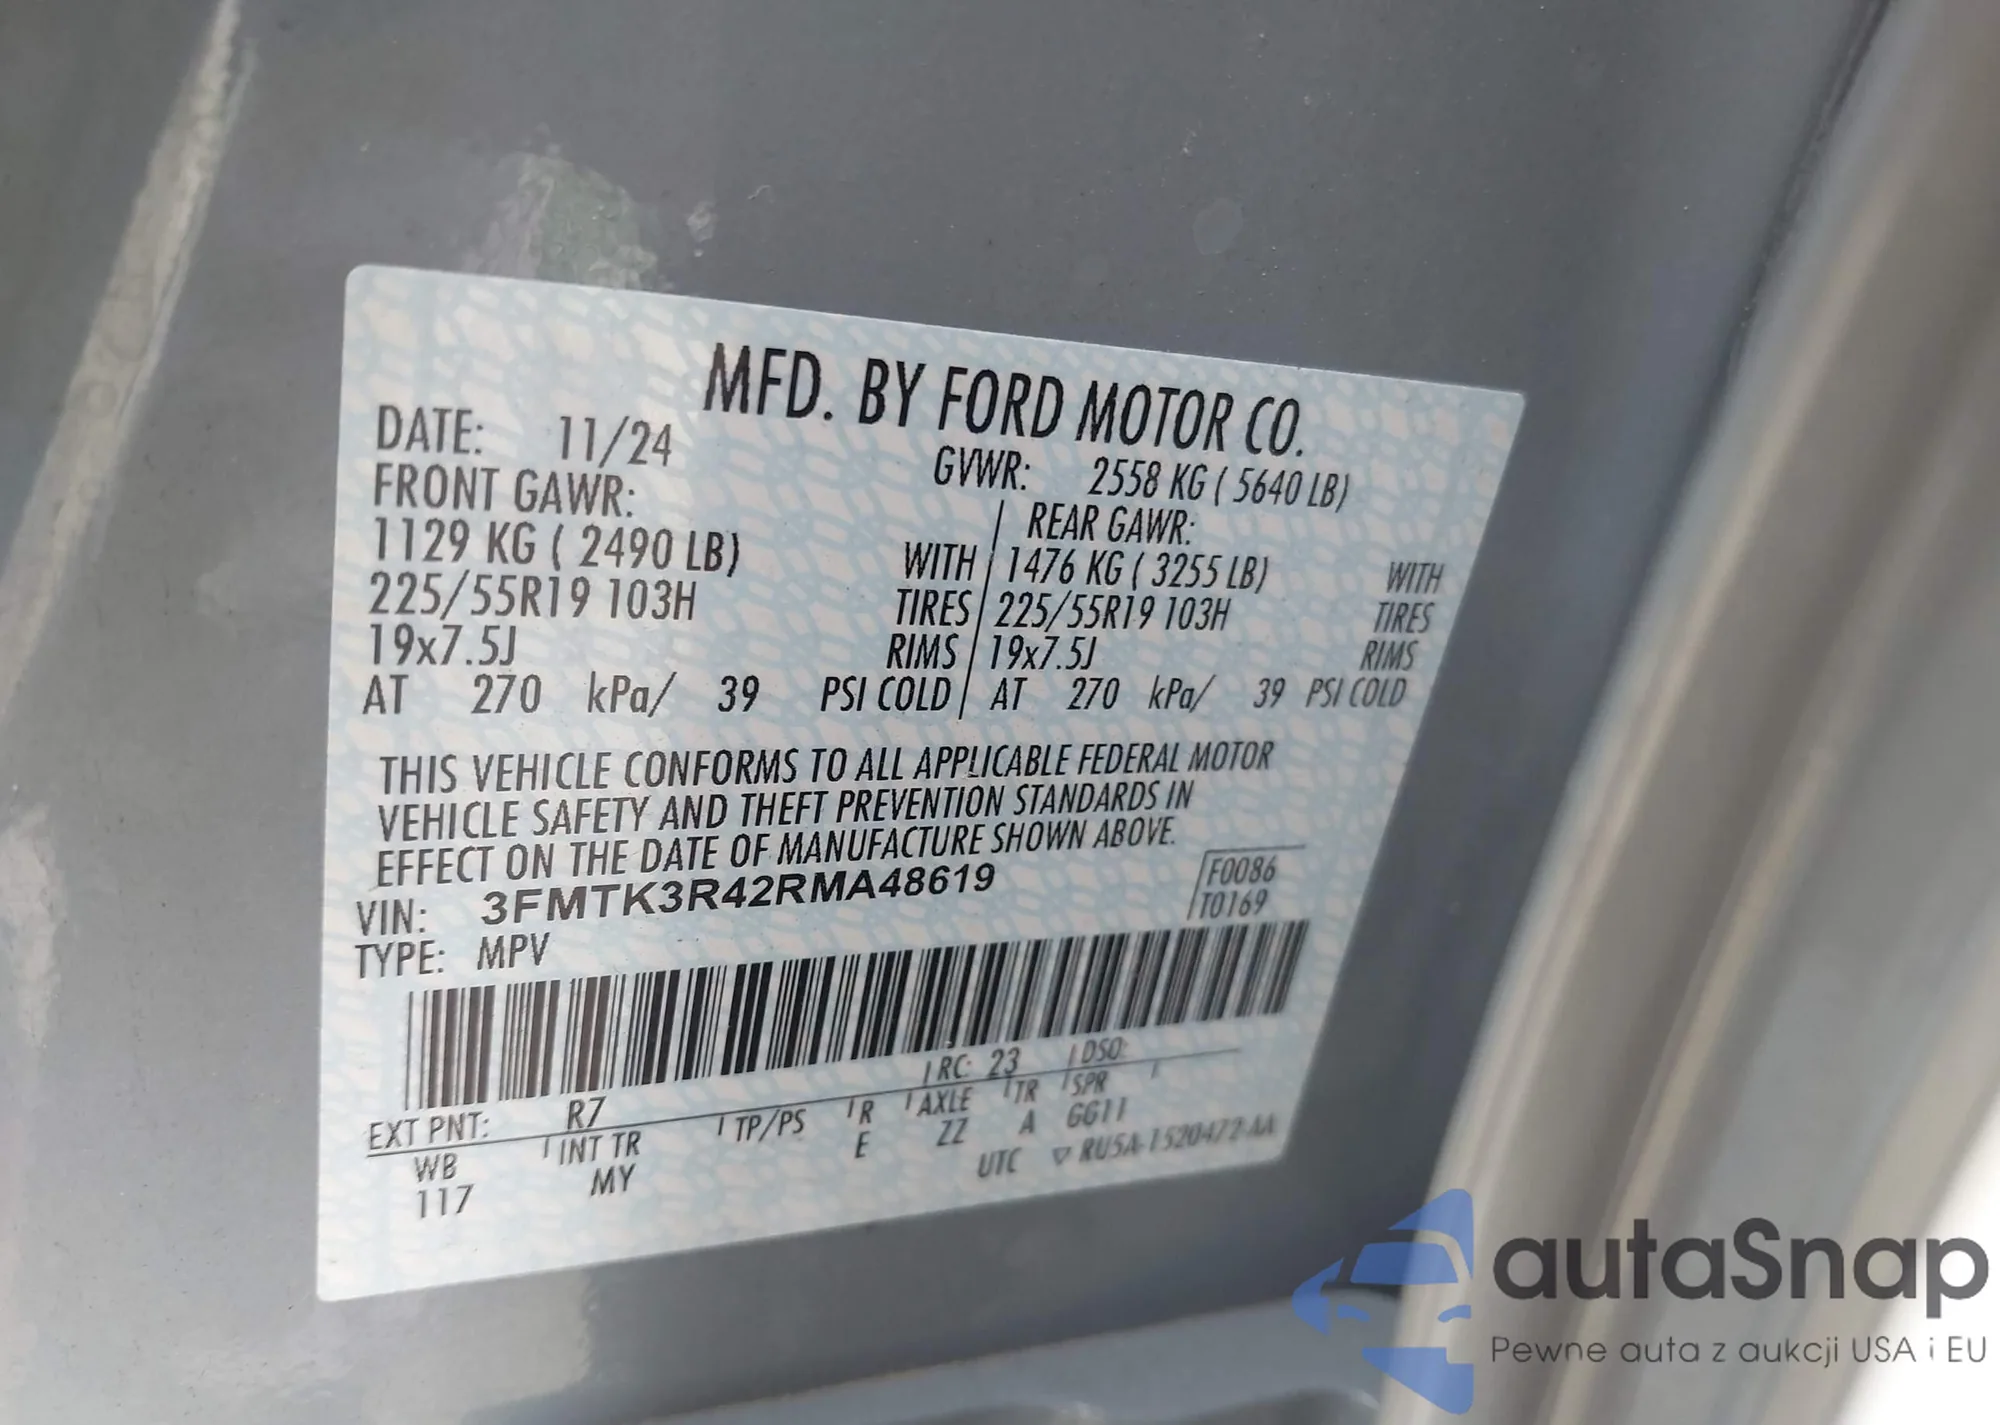 MFD. BY FORD MOTOR CO.
DATE: 11/24 GVWR: 2558 KG ( 5640 LB)
FRONT GAWR: REAR GAWR:
1129 KG ( 2490 LB) WITH 1476 KG ( 3255 LB) WITH
225/55R19 103H TIRES 225/55R19 103H TIRES
19x7.5J RIMS 19x7.5J RIMS
AT 270 kPa/ 39 PSI COLD AT 270 kPa/ 39 PSI COLD
THIS VEHICLE CONFORMS TO ALL APPLICABLE FEDERAL MOTOR
VEHICLE SAFETY AND THEFT PREVENTION STANDARDS IN
EFFECT ON THE DATE OF MANUFACTURE SHOWN ABOVE.
VIN: 3FMTK3R42RMA48619 F0086
TYPE: MPV T0169
EXT PNT: R7 RC: 23 DSO:
WB INT TR TP/PS R AXLE TR SPR
117 MY E ZZ A GG11
UTC ▽ RU5A-1520472-AA
autaSnap
Pewne auta z aukcji USA i EU